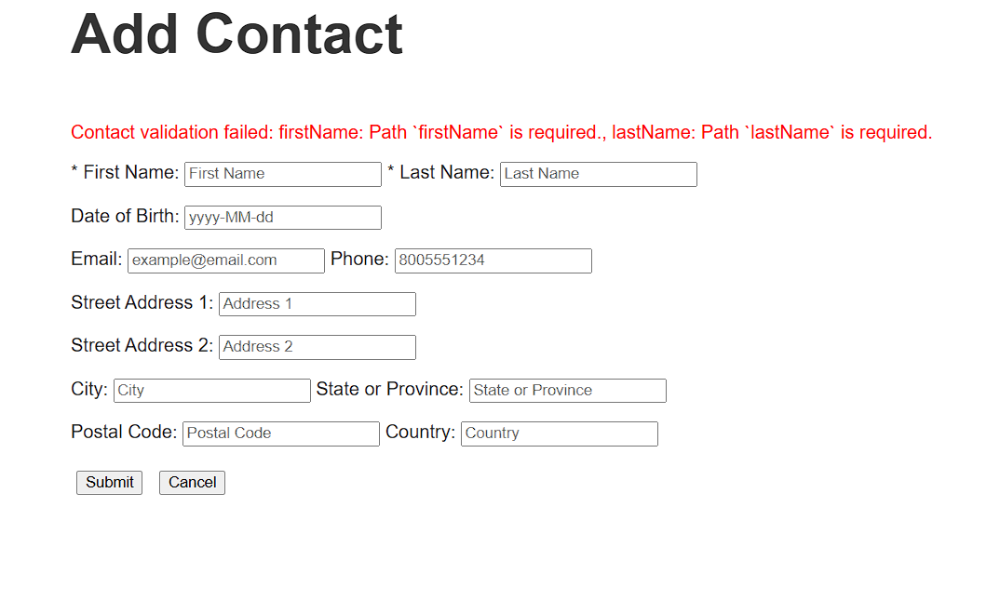 Add Contact
Contact validation failed: firstName: Path `firstName` is required., lastName: Path `lastName` is required.
* First Name: First Name * Last Name: Last Name
Date of Birth: yyyy-MM-dd
Email: example@email.com Phone: 8005551234
Street Address 1: Address 1
Street Address 2: Address 2
City: City State or Province: State or Province
Postal Code: Postal Code Country: Country
Submit Cancel